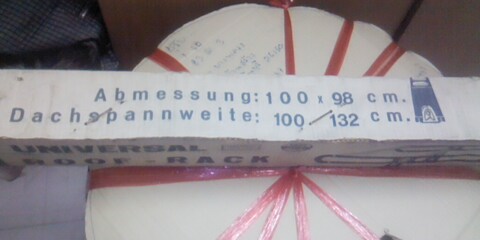 Abmessung: 100 x 98 cm.
Dachspannweite: 100 - 132 cm.
UNIVERSAL
ROOF-RACK